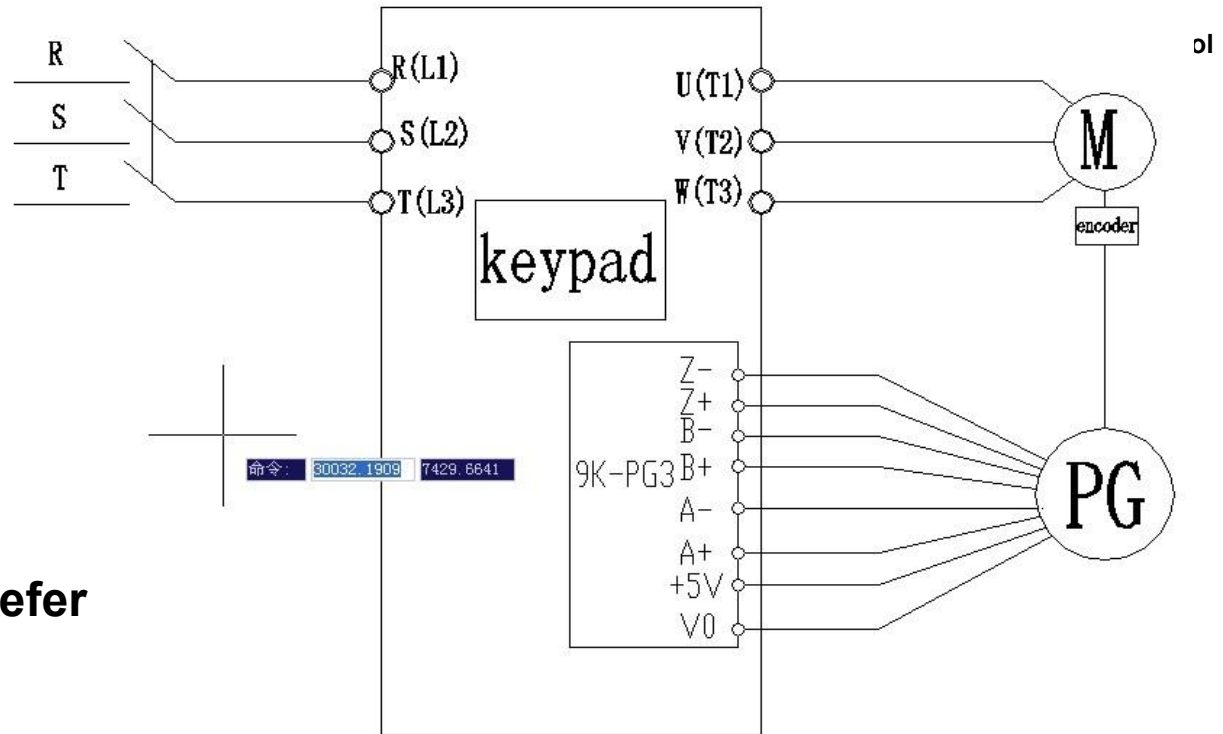 R
S
T
R(L1)
S(L2)
T(L3)
U(T1)
V(T2)
W(T3)
M
encoder
keypad
ol
Z-
Z+
B-
B+
9K-PG3
A-
A+
+5V
V0
PG
命令: 30032.1909 7429.6641
efer